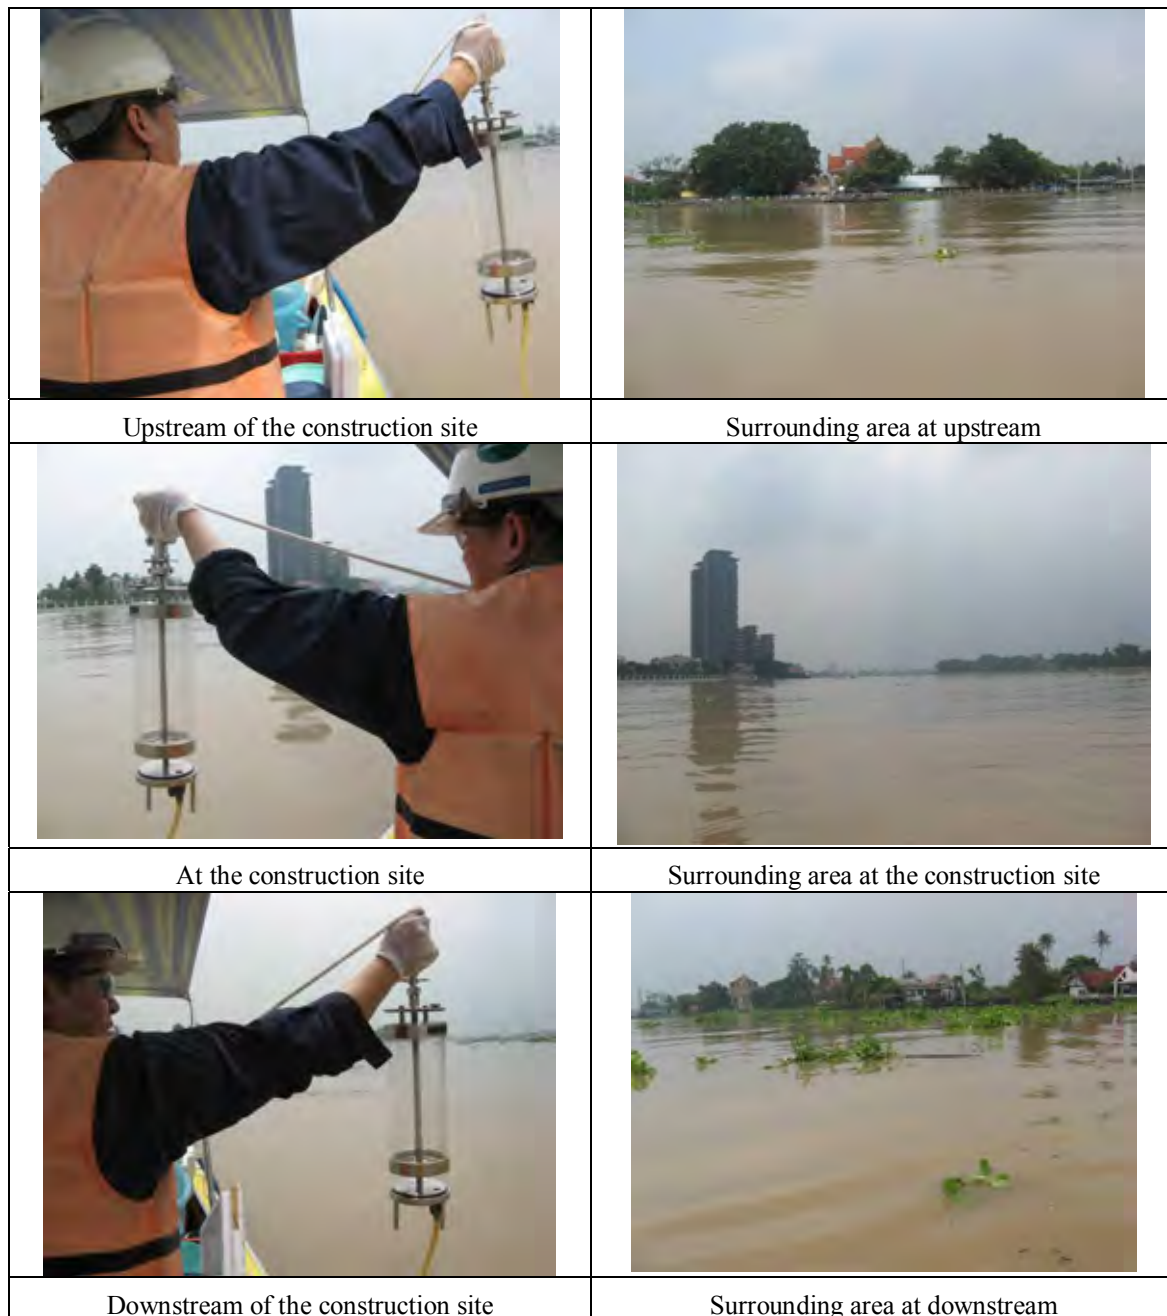 Upstream of the construction site
Surrounding area at upstream
At the construction site
Surrounding area at the construction site
Downstream of the construction site
Surrounding area at downstream